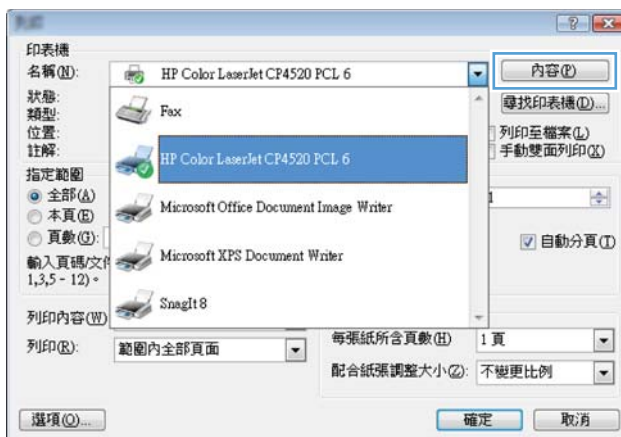 印表機
名稱(N): HP Color LaserJet CP4520 PCL 6 內容(P)
狀態: 尋找印表機(D)...
類型:
位置: 列印至檔案(L)
註解: 手動雙面列印(X)
Fax
HP Color LaserJet CP4520 PCL 6
Microsoft Office Document Image Writer
Microsoft XPS Document Writer
SnagIt 8
指定範圍
全部(A)
本頁(E)
頁數(G): 自動分頁(T)
輸入頁碼/文件
1,3,5 - 12)。
列印內容(W)
列印(R): 範圍內全部頁面
每張紙所含頁數(H) 1 頁
配合紙張調整大小(Z): 不變更比例
選項(O)... 確定 取消